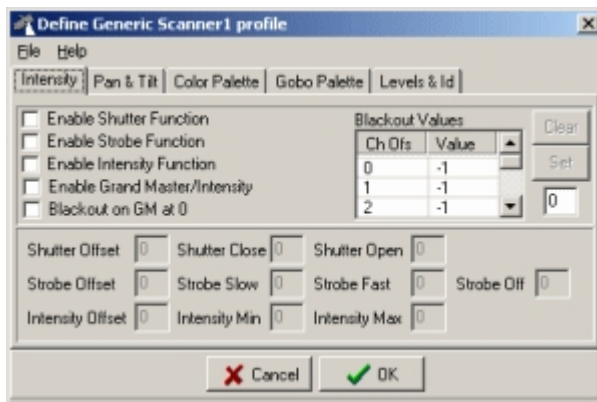 Define Generic Scanner1 profile
File Help
Intensity Pan & Tilt Color Palette Gobo Palette Levels & Id
Enable Shutter Function
Enable Strobe Function
Enable Intensity Function
Enable Grand Master/Intensity
Blackout on GM at 0
Blackout Values
Ch Ofs Value
0 -1
1 -1
2 -1
Clear
Set
0
Shutter Offset 0 Shutter Close 0 Shutter Open 0
Strobe Offset 0 Strobe Slow 0 Strobe Fast 0 Strobe Off 0
Intensity Offset 0 Intensity Min 0 Intensity Max 0
Cancel OK